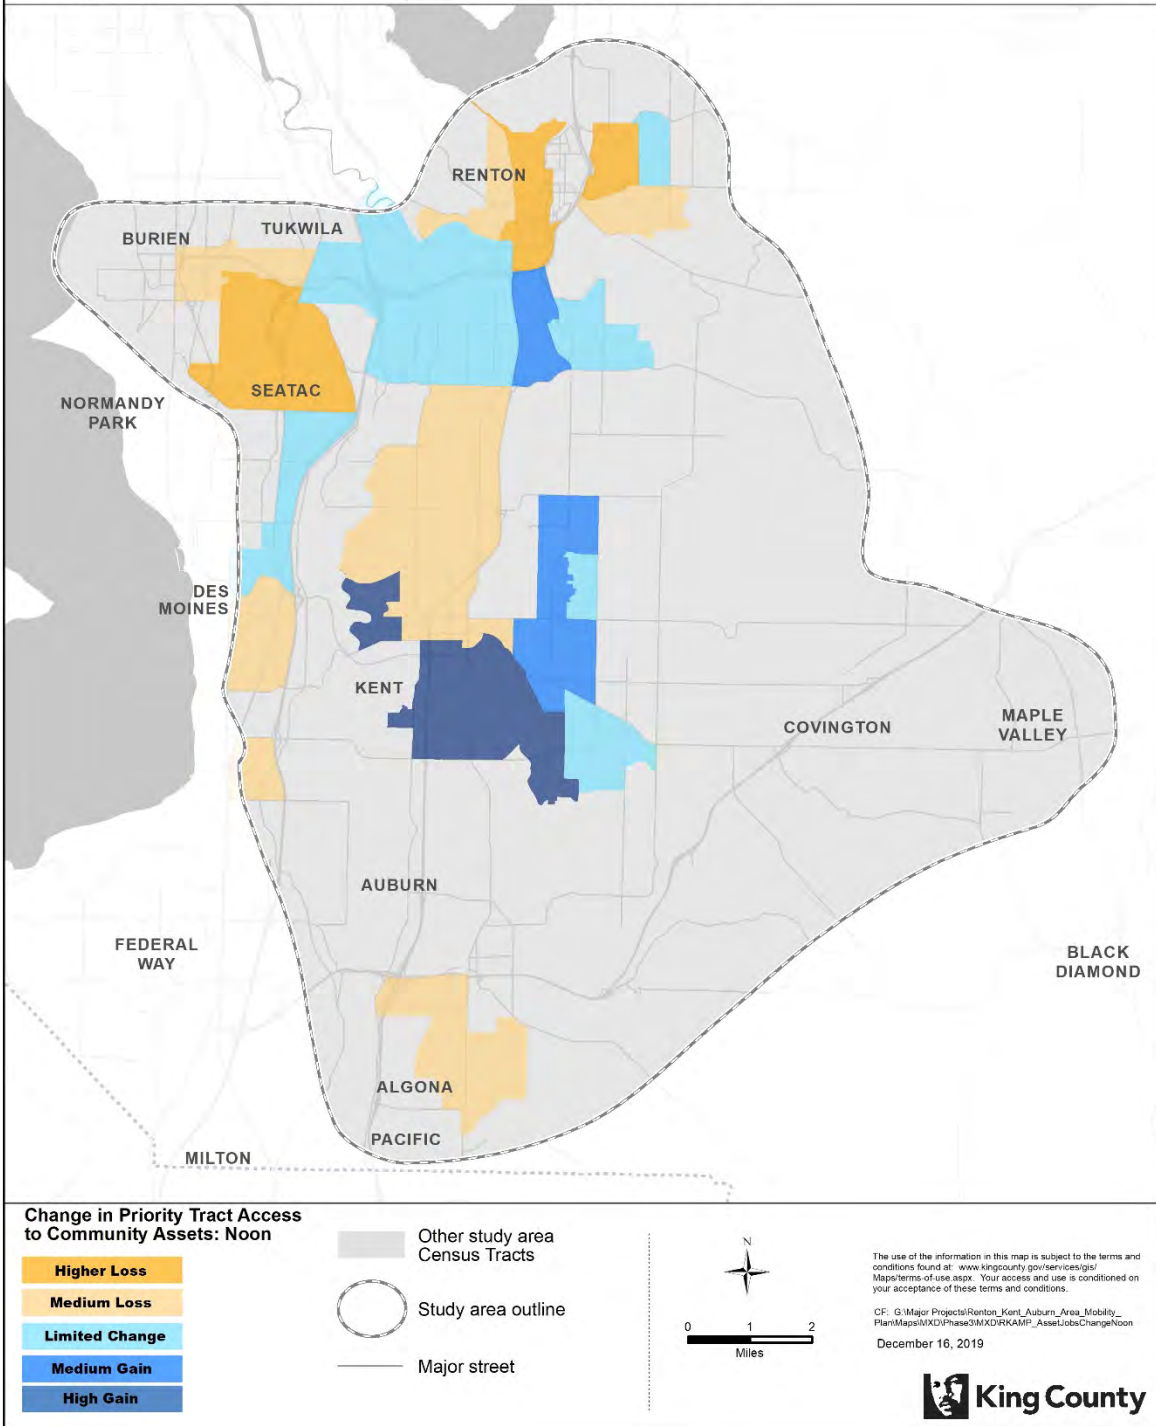 RENTON
TUKWILA
BURIEN
SEATAC
NORMANDY
PARK
DES
MOINES
KENT
COVINGTON
MAPLE
VALLEY
AUBURN
FEDERAL
WAY
BLACK
DIAMOND
ALGONA
PACIFIC
MILTON
Change in Priority Tract Access
to Community Assets: Noon
Higher Loss
Medium Loss
Limited Change
Medium Gain
High Gain
Other study area
Census Tracts
Study area outline
Major street
N
0 1 2
Miles
The use of the information in this map is subject to the terms and
conditions found at: www.kingcounty.gov/services/gis/
Maps/terms-of-use.aspx. Your access and use is conditioned on
your acceptance of these terms and conditions.
CF: G:\Major Projects\Renton_Kent_Auburn_Area_Mobility_
Plan\Maps\MXD\Phase3\MXD\RKAMP_AssetJobsChangeNoon
December 16, 2019
King County